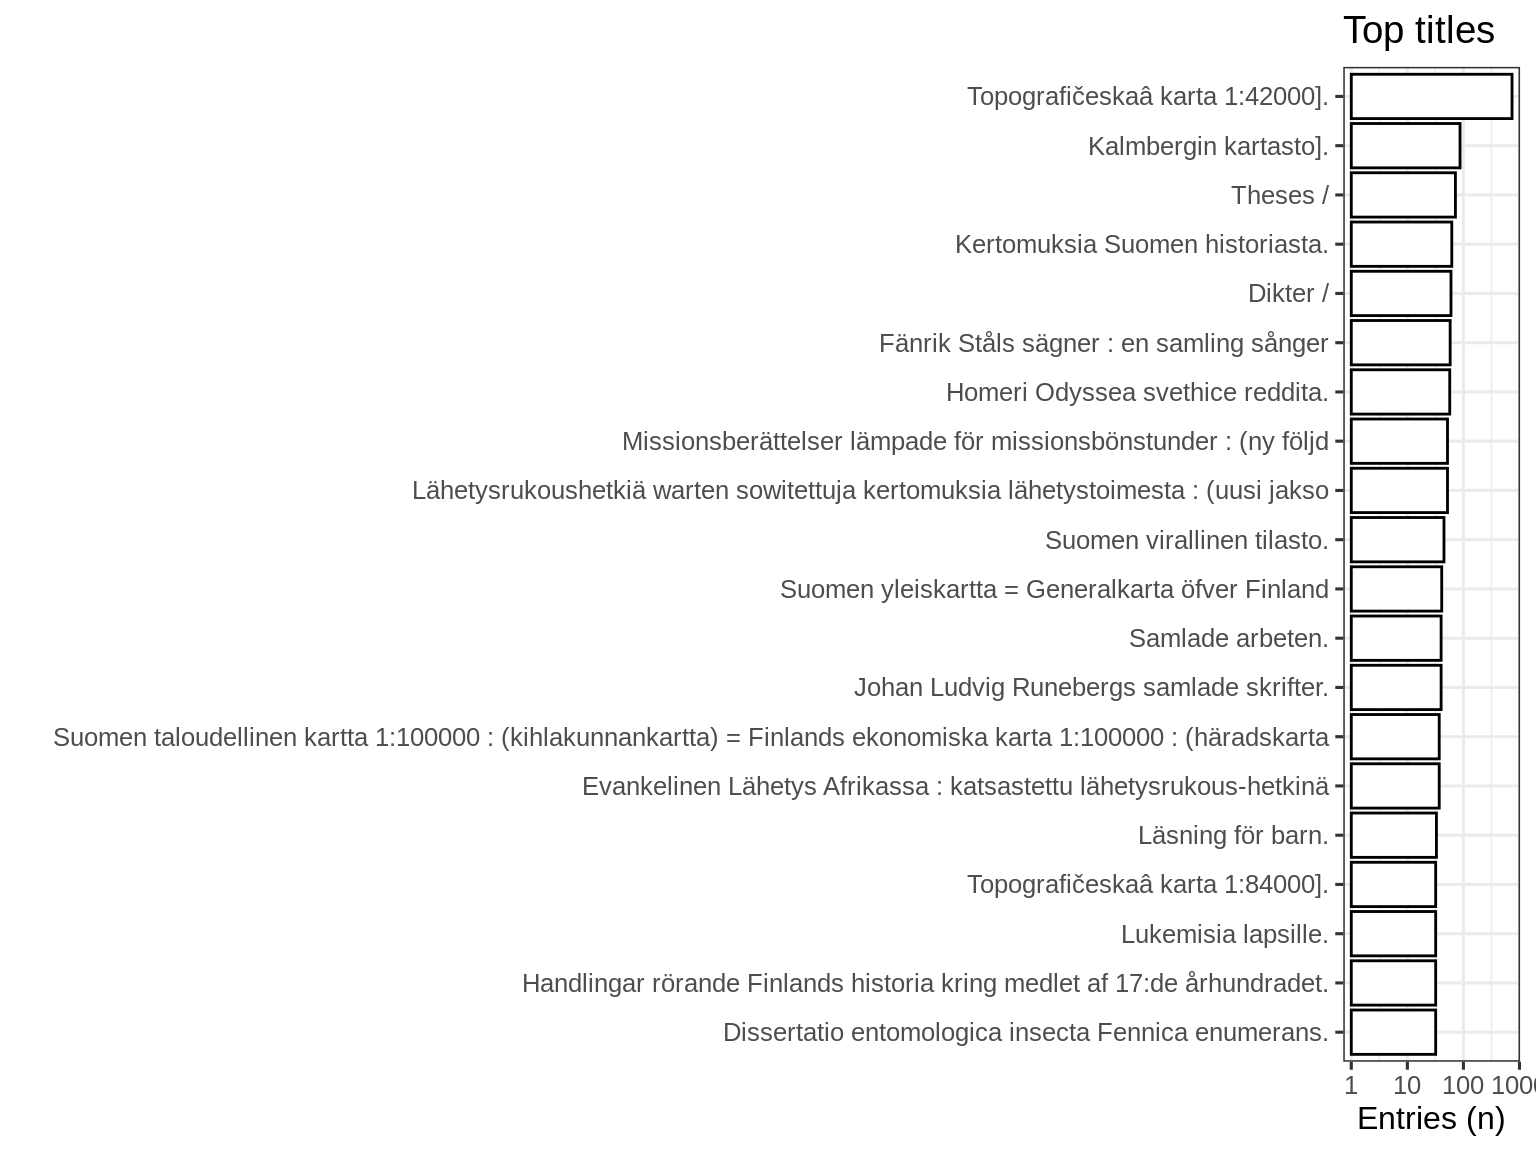 Top titles
Topografičeskaâ karta 1:42000].
Kalmbergin kartasto].
Theses /
Kertomuksia Suomen historiasta.
Dikter /
Fänrik Ståls sägner : en samling sånger
Homeri Odyssea svethice reddita.
Missionsberättelser lämpade för missionsbönstunder : (ny följd
Lähetysrukoushetkiä warten sowitettuja kertomuksia lähetystoimesta : (uusi jakso
Suomen virallinen tilasto.
Suomen yleiskartta = Generalkarta öfver Finland
Samlade arbeten.
Johan Ludvig Runebergs samlade skrifter.
Suomen taloudellinen kartta 1:100000 : (kihlakunnankartta) = Finlands ekonomiska karta 1:100000 : (häradskarta
Evankelinen Lähetys Afrikassa : katsastettu lähetysrukous-hetkinä
Läsning för barn.
Topografičeskaâ karta 1:84000].
Lukemisia lapsille.
Handlingar rörande Finlands historia kring medlet af 17:de århundradet.
Dissertatio entomologica insecta Fennica enumerans.
1 10 100 1000
Entries (n)